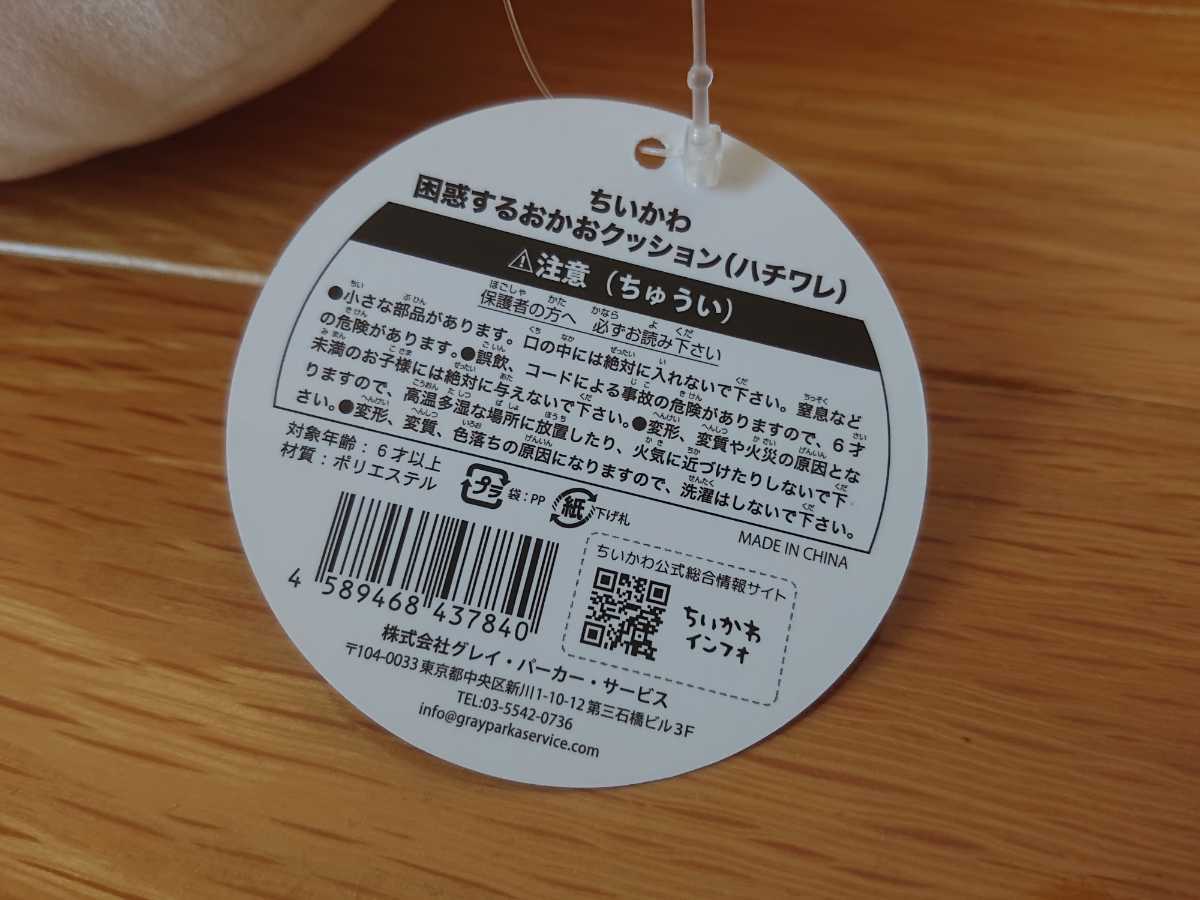 ちいかわ
困惑するおかおクッション(ハチワレ)
⚠注意(ちゅうい)
保護者の方へ 必ずお読み下さい
●小さな部品があります。口の中には絶対に入れないで下さい。窒息など
の危険があります。●誤飲、コードによる事故の危険がありますので、6才
未満のお子様には絶対に与えないで下さい。●変形、変質や火災の原因とな
りますので、高温多湿な場所に放置したり、火気に近づけたりしないで下
さい。●変形、変質、色落ちの原因になりますので、洗濯はしないで下さい。
対象年齢:6才以上
材質:ポリエステル
プラ 袋:PP 紙 下げ札
MADE IN CHINA
4 589468 437840
ちいかわ公式総合情報サイト
ちいかわ
インフォ
株式会社グレイ・パーカー・サービス
〒104-0033 東京都中央区新川1-10-12 第三石橋ビル3F
TEL:03-5542-0736
info@grayparkaservice.com